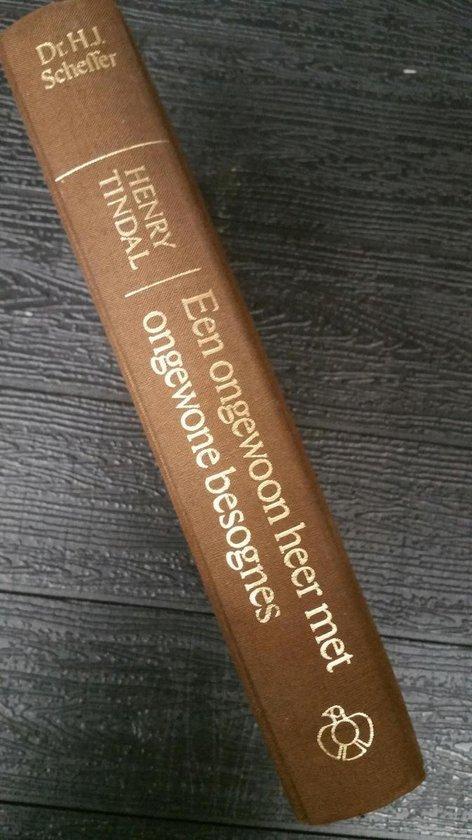 Dr. H.J.
Scheffer
HENRY
TINDAL
Een ongewoon heer met
ongewone besognes